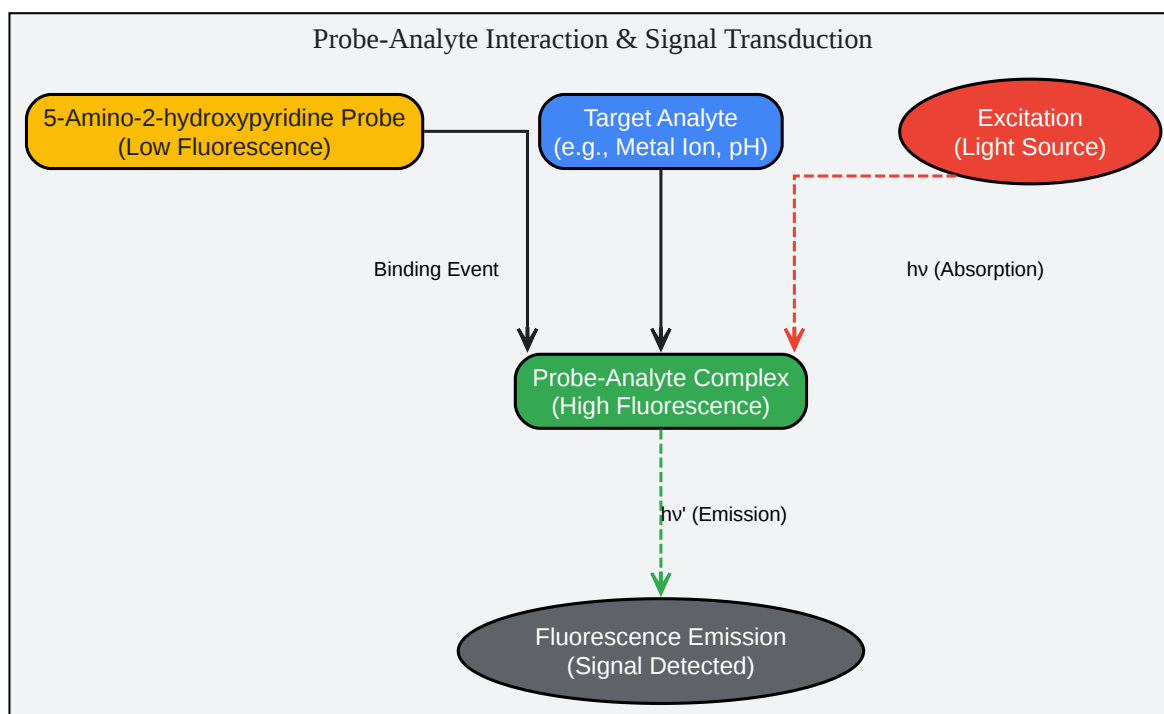 Probe-Analyte Interaction & Signal Transduction
5-Amino-2-hydroxypyridine Probe
(Low Fluorescence)
Target Analyte
(e.g., Metal Ion, pH)
Excitation
(Light Source)
Binding Event
hν (Absorption)
Probe-Analyte Complex
(High Fluorescence)
hν' (Emission)
Fluorescence Emission
(Signal Detected)